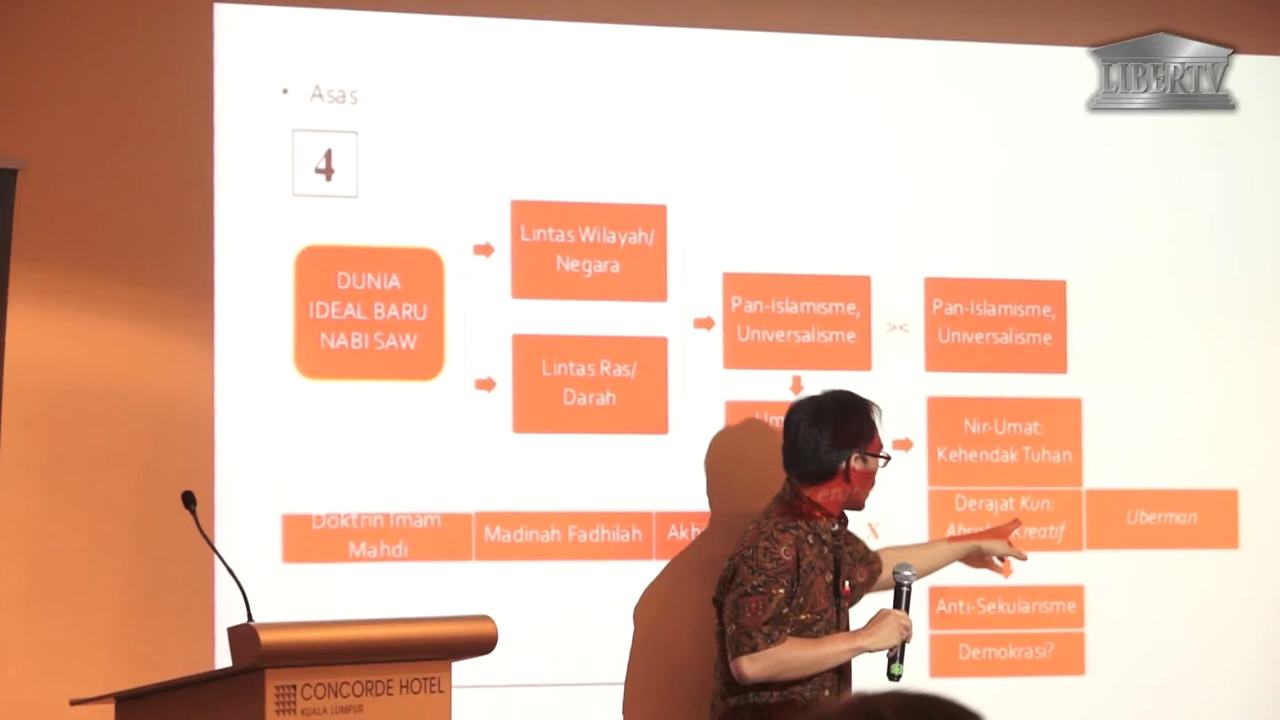 LIBERTV
• Asas
4
DUNIA
IDEAL BARU
NABI SAW
Lintas Wilayah/
Negara
Lintas Ras/
Darah
Pan-Islamisme,
Universalisme
><
Pan-Islamisme,
Universalisme
Nir-Umat:
Kehendak Tuhan
Derajat Kun:
Kreatif
Uberman
Doktrin Imam
Mahdi
Madinah Fadhilah
X
Anti-Sekularisme
Demokrasi?
CONCORDE HOTEL
KUALA LUMPUR